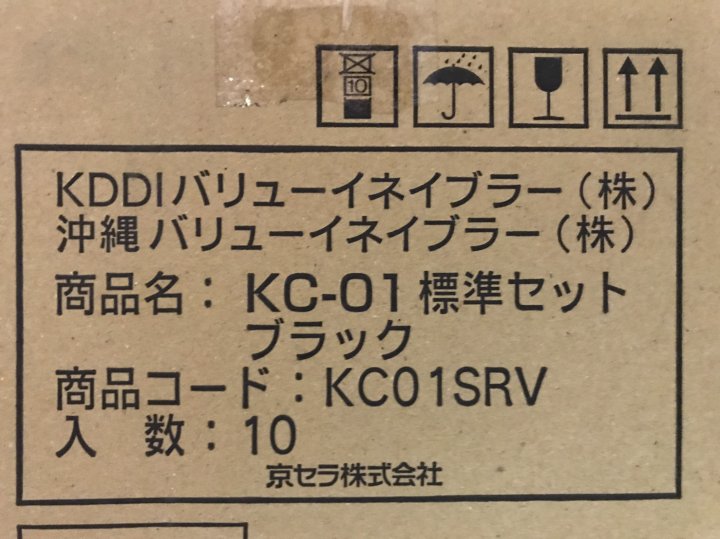 10
KDDIバリューイネイブラー（株）
沖縄バリューイネイブラー（株）
商品名：KC-01標準セット
ブラック
商品コード：KC01SRV
入　数：10
京セラ株式会社